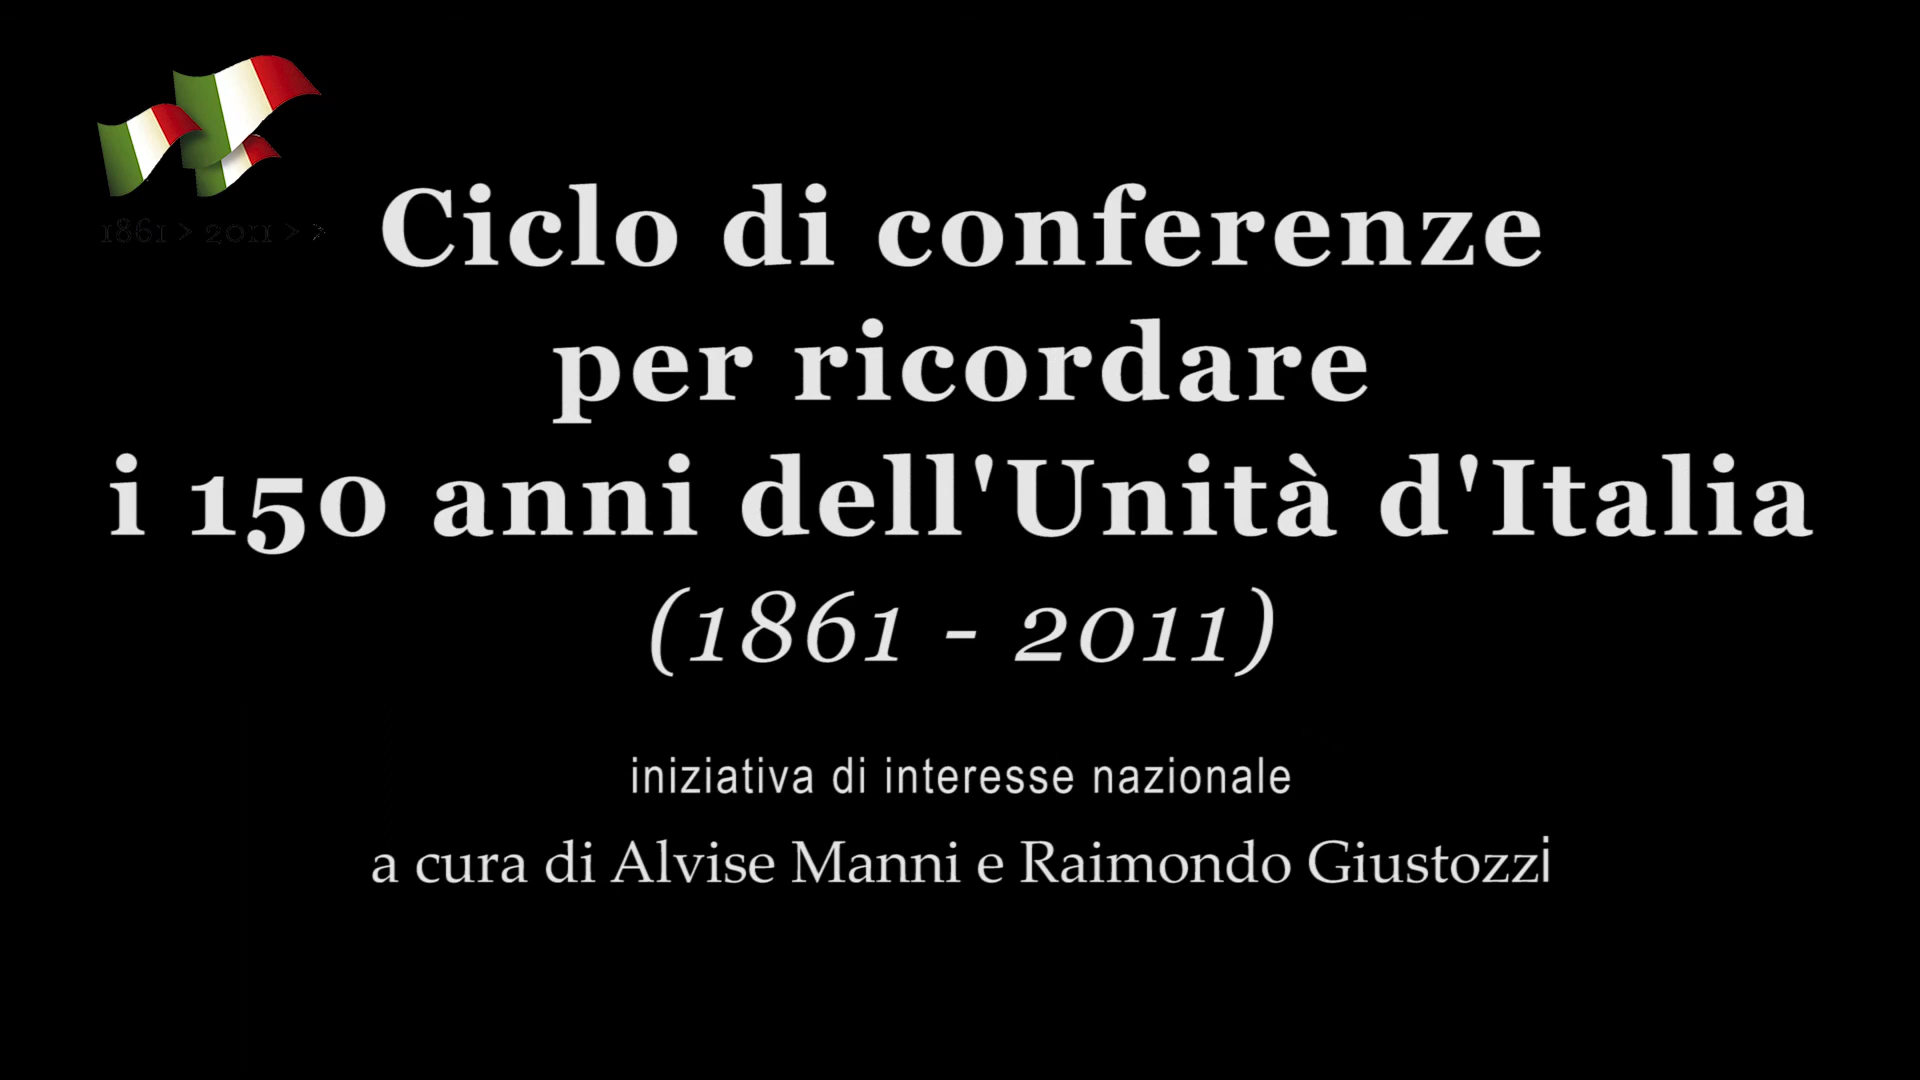 1861 > 2011 > >
Ciclo di conferenze
per ricordare
i 150 anni dell'Unità d'Italia
(1861 - 2011)
iniziativa di interesse nazionale
a cura di Alvise Manni e Raimondo Giustozzi